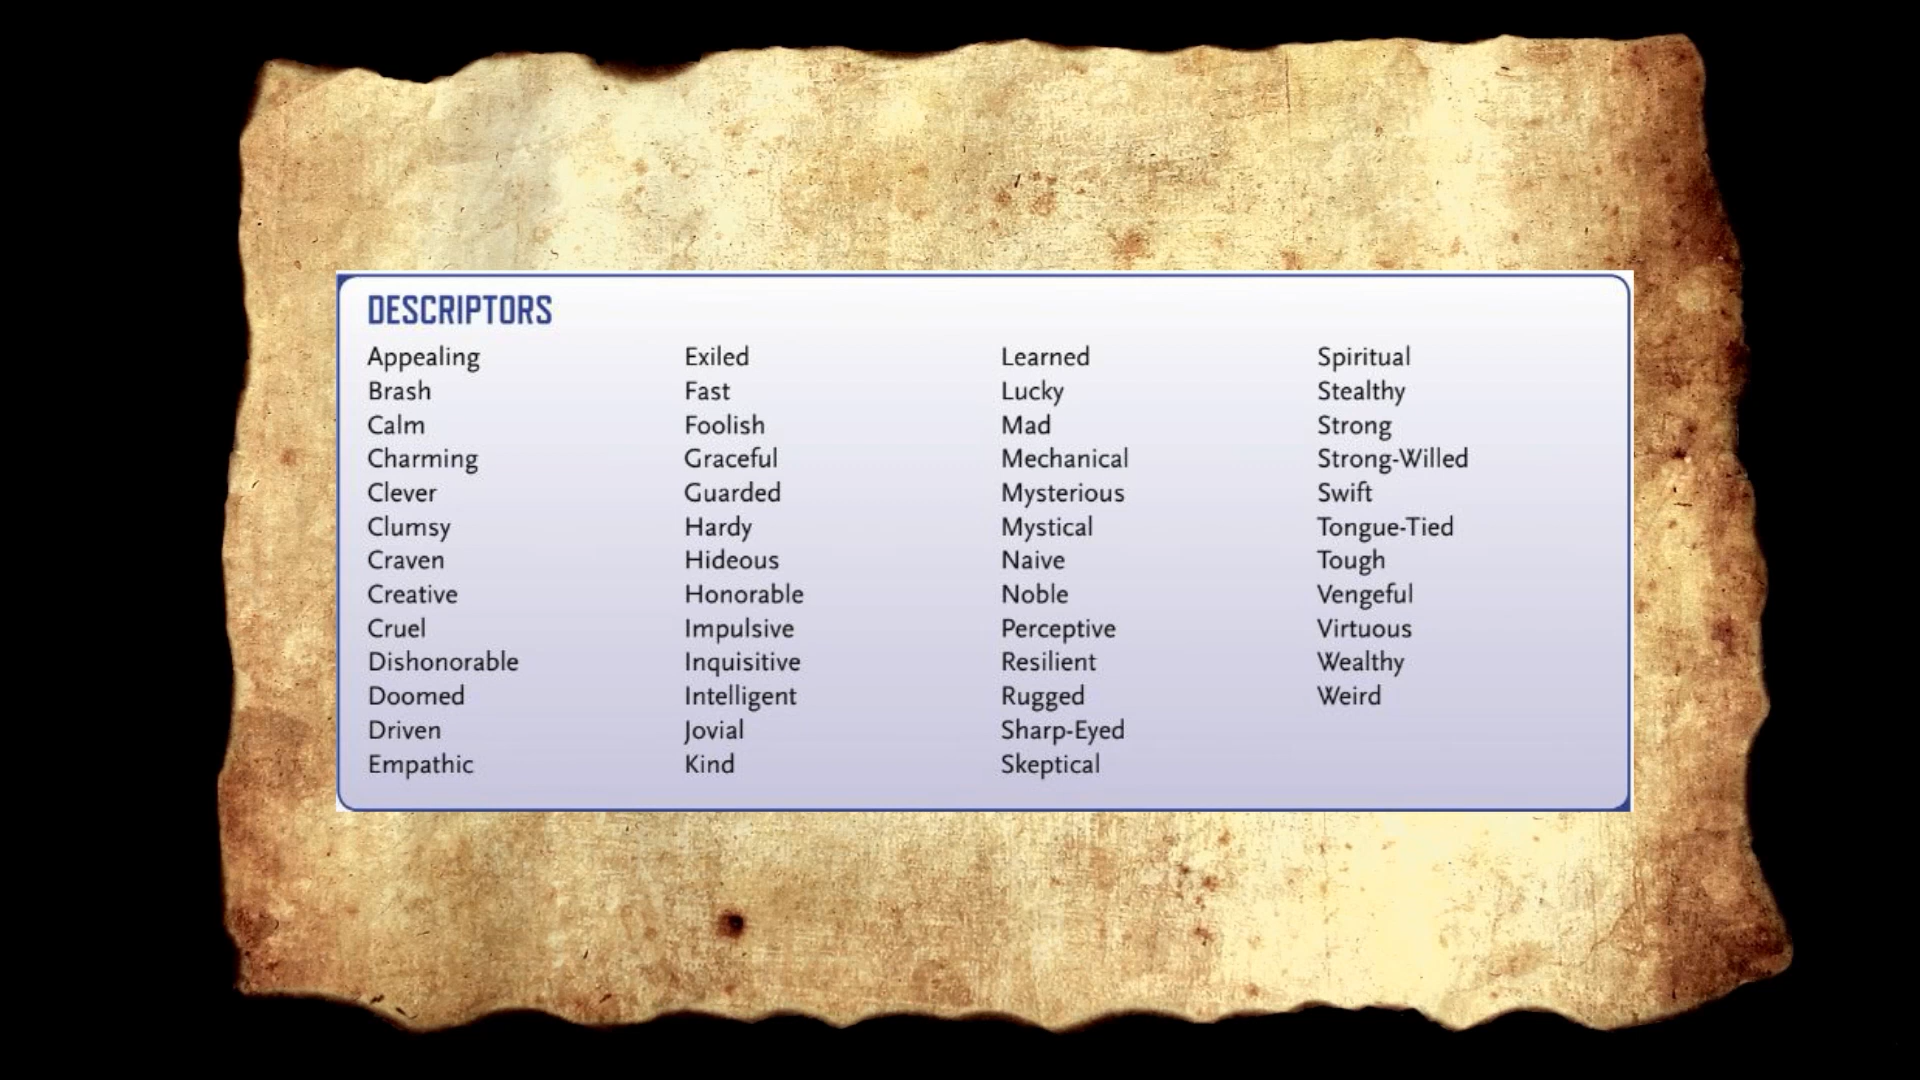 DESCRIPTORS
Appealing
Brash
Calm
Charming
Clever
Clumsy
Craven
Creative
Cruel
Dishonorable
Doomed
Driven
Empathic
Exiled
Fast
Foolish
Graceful
Guarded
Hardy
Hideous
Honorable
Impulsive
Inquisitive
Intelligent
Jovial
Kind
Learned
Lucky
Mad
Mechanical
Mysterious
Mystical
Naive
Noble
Perceptive
Resilient
Rugged
Sharp-Eyed
Skeptical
Spiritual
Stealthy
Strong
Strong-Willed
Swift
Tongue-Tied
Tough
Vengeful
Virtuous
Wealthy
Weird